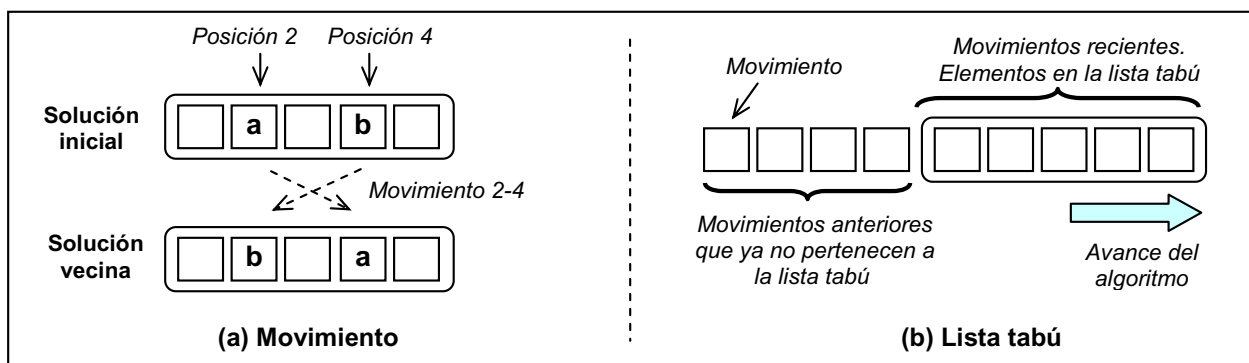 Posición 2
Posición 4
Solución
inicial
a
b
Movimiento 2-4
Solución
vecina
b
a
(a) Movimiento
Movimiento
Movimientos recientes.
Elementos en la lista tabú
Movimientos anteriores
que ya no pertenecen a
la lista tabú
Avance del
algoritmo
(b) Lista tabú